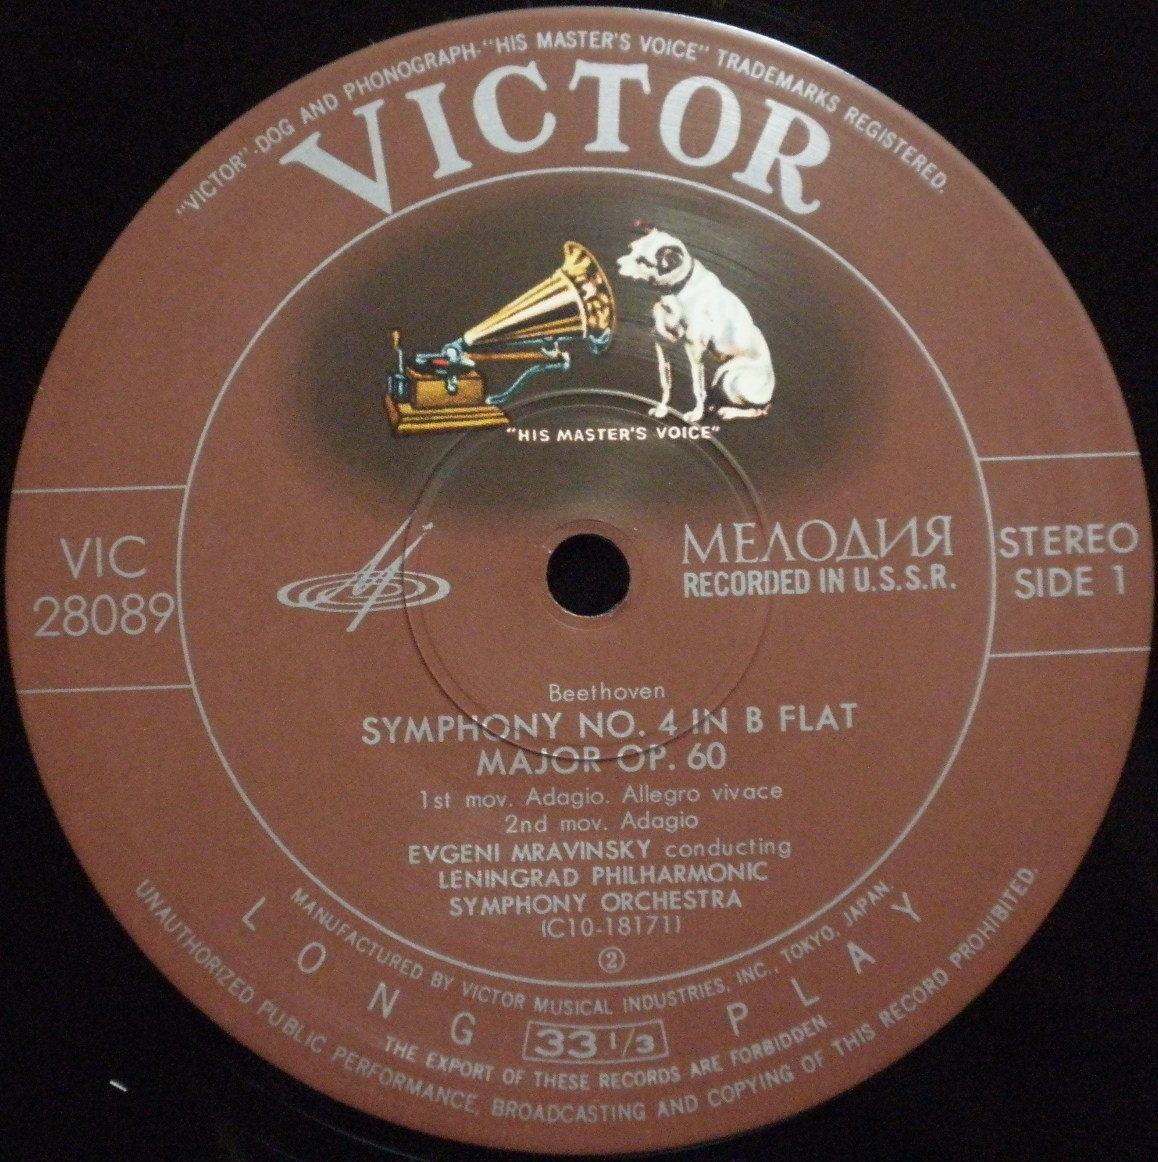 "VICTOR"-DOG AND PHONOGRAPH-"HIS MASTER'S VOICE" TRADEMARKS REGISTERED.
VICTOR
"HIS MASTER'S VOICE"
VIC
28089
МЕЛОДИЯ
RECORDED IN U.S.S.R.
STEREO
SIDE 1
Beethoven
SYMPHONY NO. 4 IN B FLAT
MAJOR OP. 60
1st mov. Adagio. Allegro vivace
2nd mov. Adagio
EVGENI MRAVINSKY conducting
LENINGRAD PHILHARMONIC
SYMPHONY ORCHESTRA
(C10-18171)
②
MANUFACTURED BY VICTOR MUSICAL INDUSTRIES, INC., TOKYO, JAPAN.
LONG PLAY
33 1/3
THE EXPORT OF THESE RECORDS ARE FORBIDDEN.
UNAUTHORIZED PUBLIC PERFORMANCE, BROADCASTING AND COPYING OF THIS RECORD PROHIBITED.